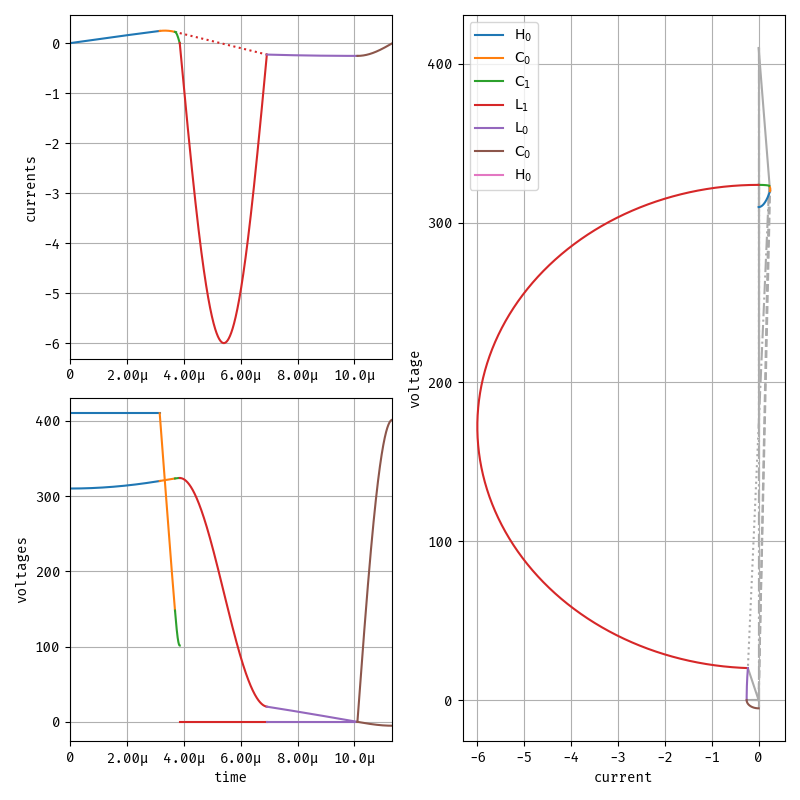 currents
0
-1
-2
-3
-4
-5
-6
0 2.00µ 4.00µ 6.00µ 8.00µ 10.0µ
voltages
400
300
200
100
0
0 2.00µ 4.00µ 6.00µ 8.00µ 10.0µ
time
H₀
C₀
C₁
L₁
L₀
C₀
H₀
voltage
400
300
200
100
0
-6 -5 -4 -3 -2 -1 0
current